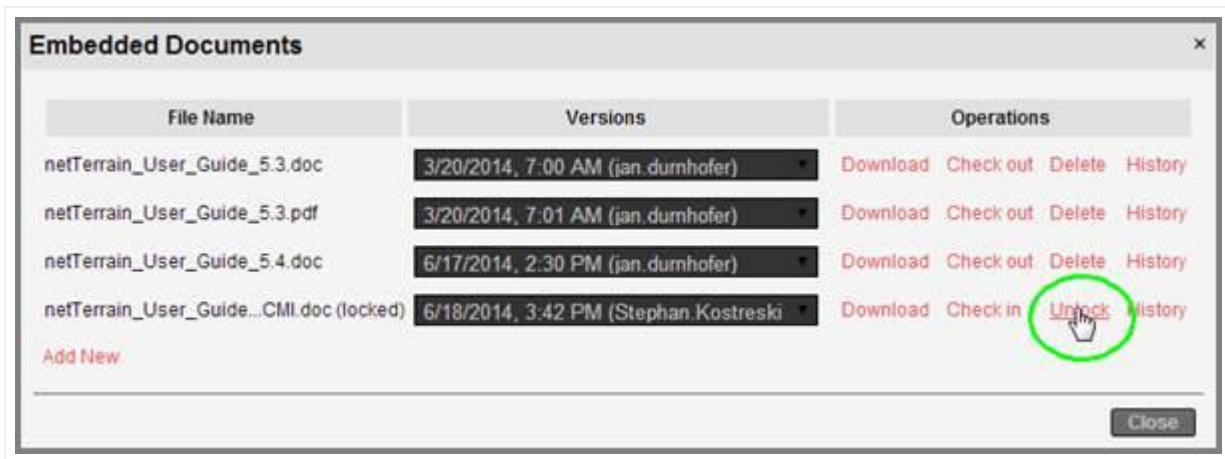 Embedded Documents ×
File Name Versions Operations
netTerrain_User_Guide_5.3.doc 3/20/2014, 7:00 AM (jan.durnhofer) Download Check out Delete History
netTerrain_User_Guide_5.3.pdf 3/20/2014, 7:01 AM (jan.durnhofer) Download Check out Delete History
netTerrain_User_Guide_5.4.doc 6/17/2014, 2:30 PM (jan.durnhofer) Download Check out Delete History
netTerrain_User_Guide...CMI.doc (locked) 6/18/2014, 3:42 PM (Stephan.Kostreski Download Check in Unlock History
Add New
Close